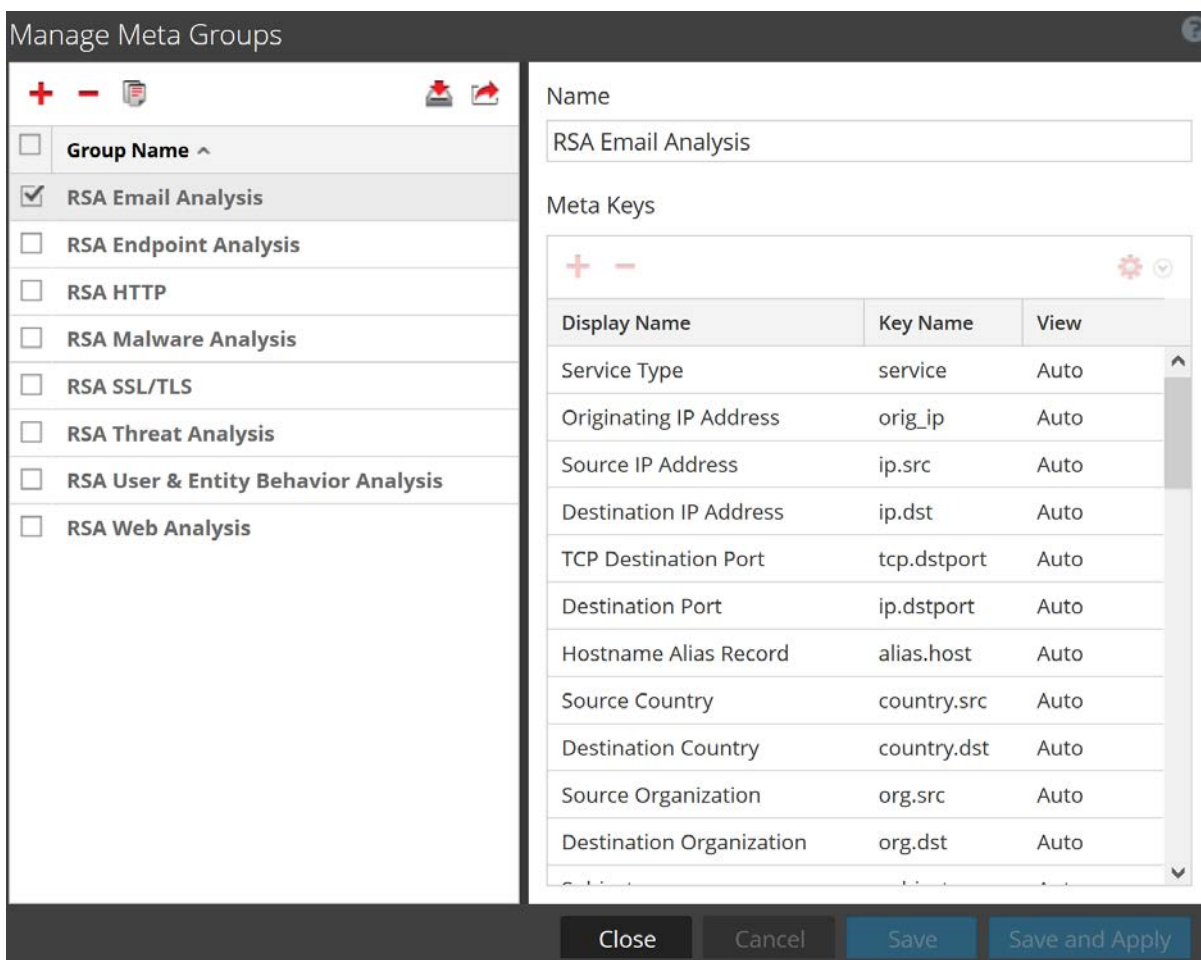 Manage Meta Groups
Group Name
RSA Email Analysis
RSA Endpoint Analysis
RSA HTTP
RSA Malware Analysis
RSA SSL/TLS
RSA Threat Analysis
RSA User & Entity Behavior Analysis
RSA Web Analysis
Name
RSA Email Analysis
Meta Keys
Display Name Key Name View
Service Type service Auto
Originating IP Address orig_ip Auto
Source IP Address ip.src Auto
Destination IP Address ip.dst Auto
TCP Destination Port tcp.dstport Auto
Destination Port ip.dstport Auto
Hostname Alias Record alias.host Auto
Source Country country.src Auto
Destination Country country.dst Auto
Source Organization org.src Auto
Destination Organization org.dst Auto
Close Cancel Save Save and Apply